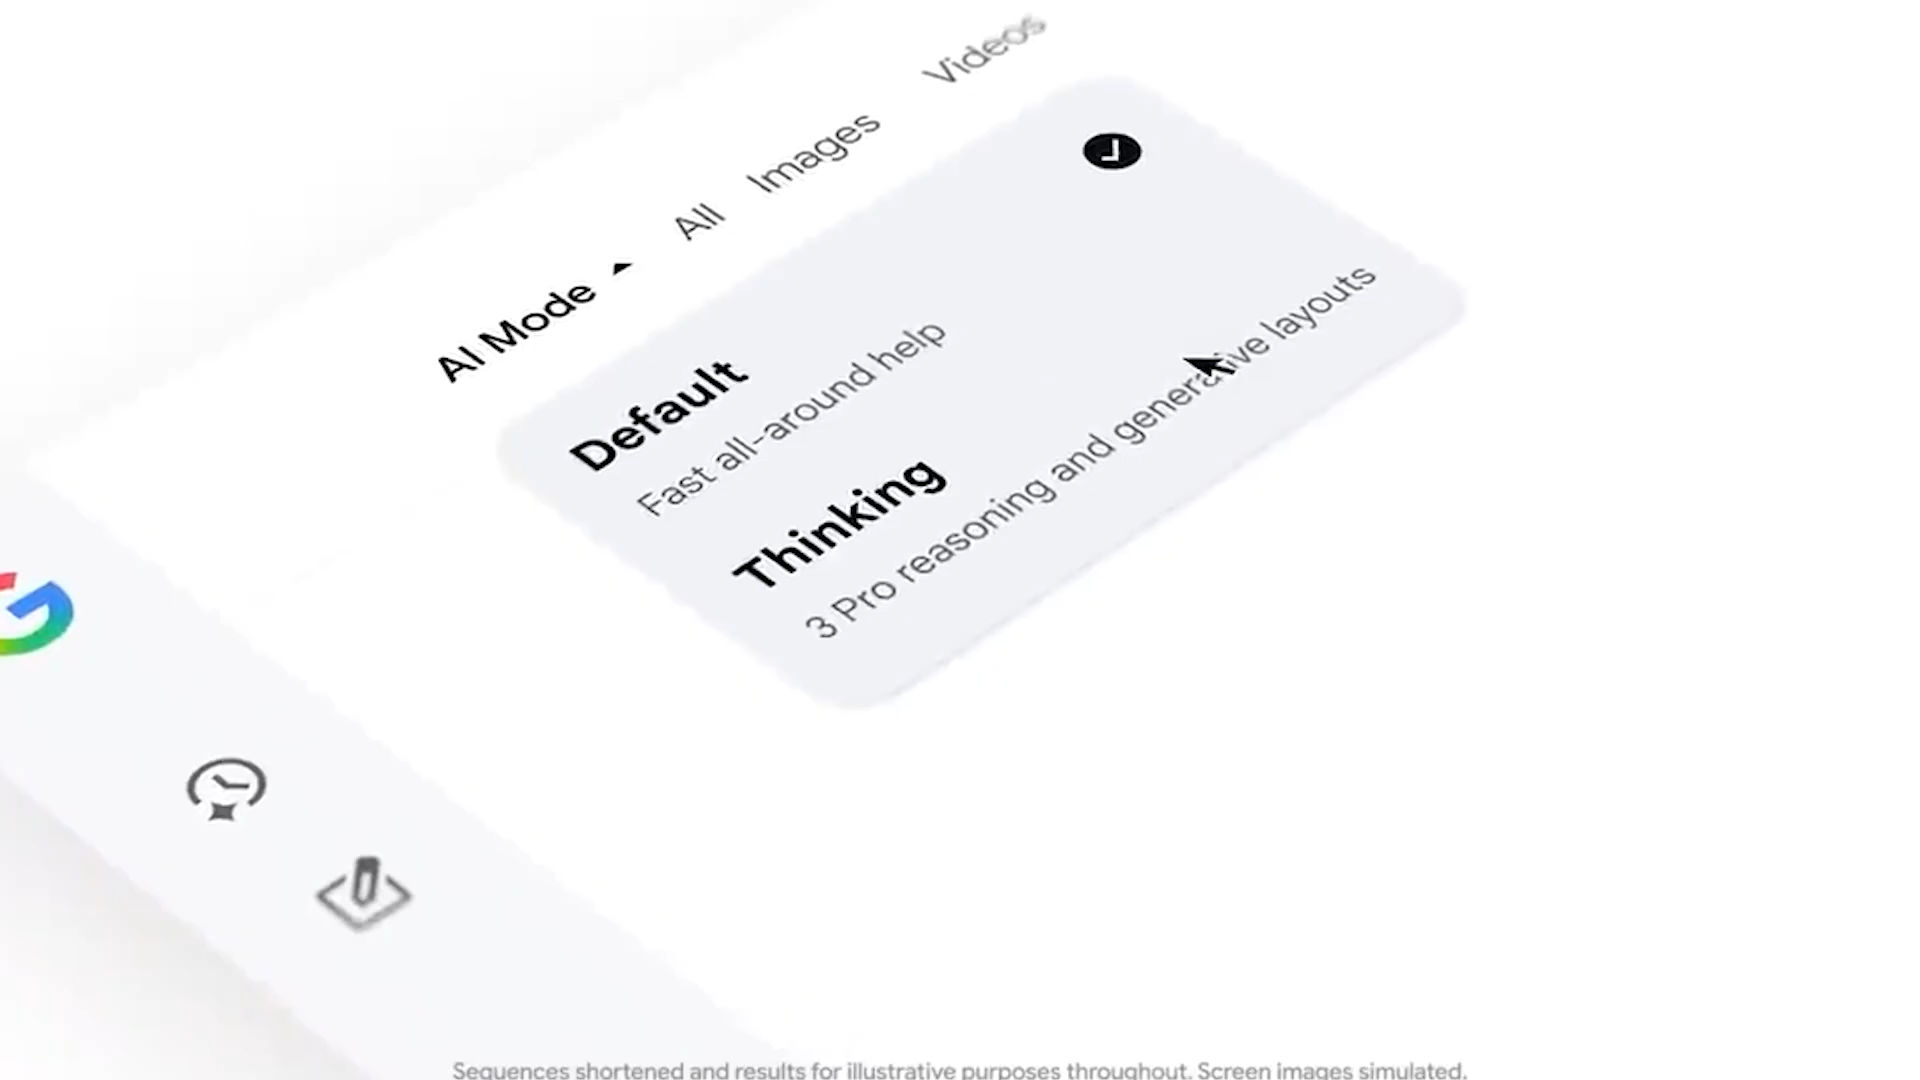 AI Mode All Images Videos
Default
Fast all-around help
Thinking
3 Pro reasoning and generative layouts
Sequences shortened and results for illustrative purposes throughout. Screen images simulated.